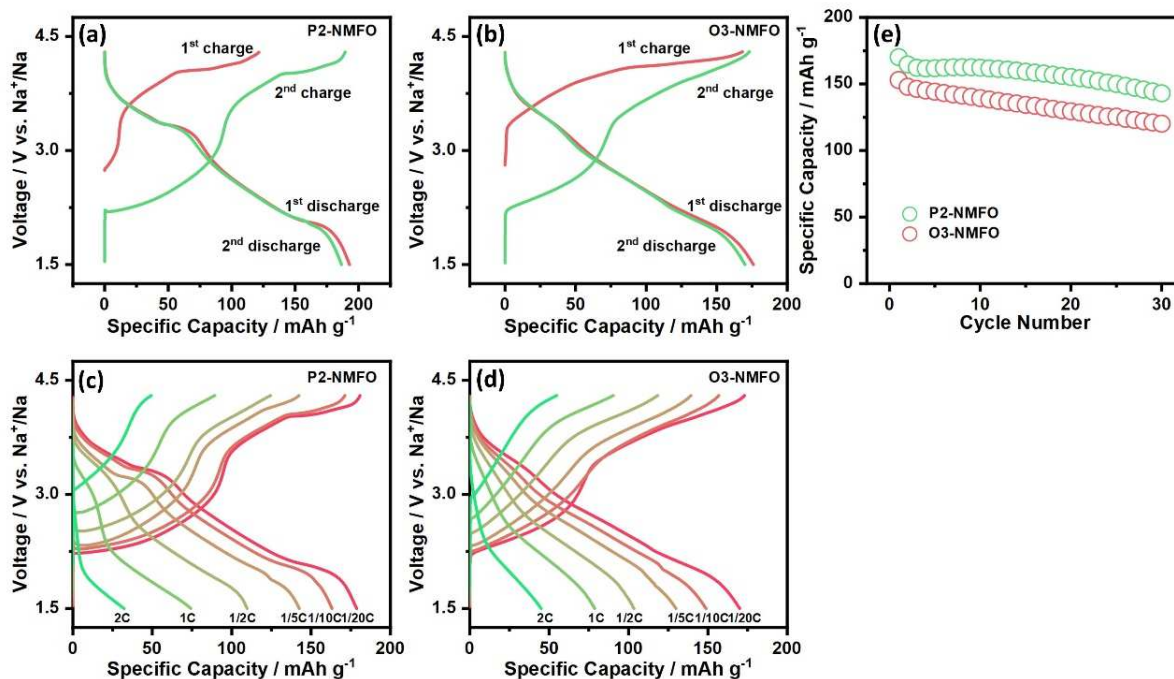 (a)
P2-NMFO
4.5
3.0
1.5
Voltage / V vs. Na⁺/Na
1ˢᵗ charge
2ⁿᵈ charge
1ˢᵗ discharge
2ⁿᵈ discharge
0 50 100 150 200
Specific Capacity / mAh g⁻¹
(b)
O3-NMFO
4.5
3.0
1.5
Voltage / V vs. Na⁺/Na
1ˢᵗ charge
2ⁿᵈ charge
1ˢᵗ discharge
2ⁿᵈ discharge
0 50 100 150 200
Specific Capacity / mAh g⁻¹
(e)
200
150
100
50
0
Specific Capacity / mAh g⁻¹
P2-NMFO
O3-NMFO
0 10 20 30
Cycle Number
(c)
P2-NMFO
4.5
3.0
1.5
Voltage / V vs. Na⁺/Na
2C 1C 1/2C 1/5C 1/10C 1/20C
0 50 100 150 200
Specific Capacity / mAh g⁻¹
(d)
O3-NMFO
4.5
3.0
1.5
Voltage / V vs. Na⁺/Na
2C 1C 1/2C 1/5C 1/10C 1/20C
0 50 100 150 200
Specific Capacity / mAh g⁻¹